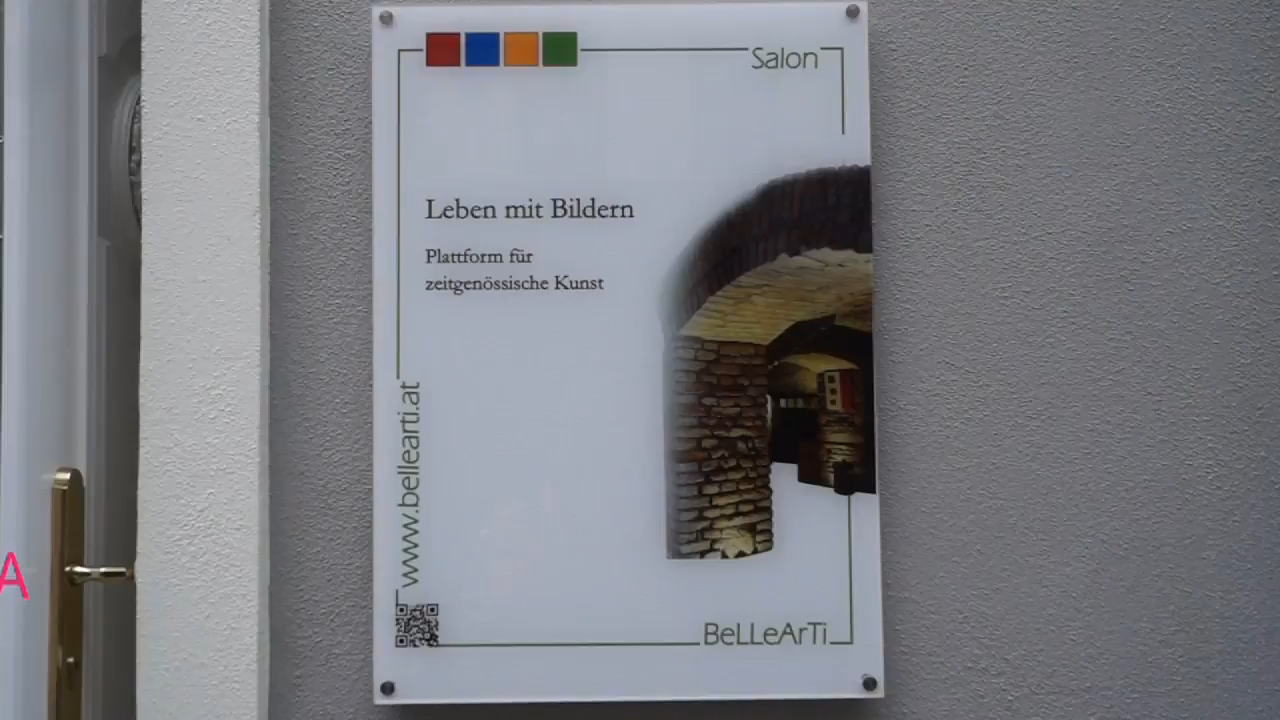 Salon
Leben mit Bildern
Plattform für
zeitgenössische Kunst
www.bellearti.at
BeLLeArTi
A